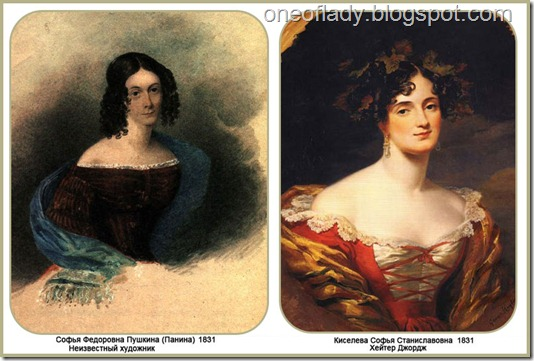 oneoflady.blogspot.com
Софья Федоровна Пушкина (Панина) 1831
Неизвестный художник
Киселева Софья Станиславовна 1831
Хейтер Джордж